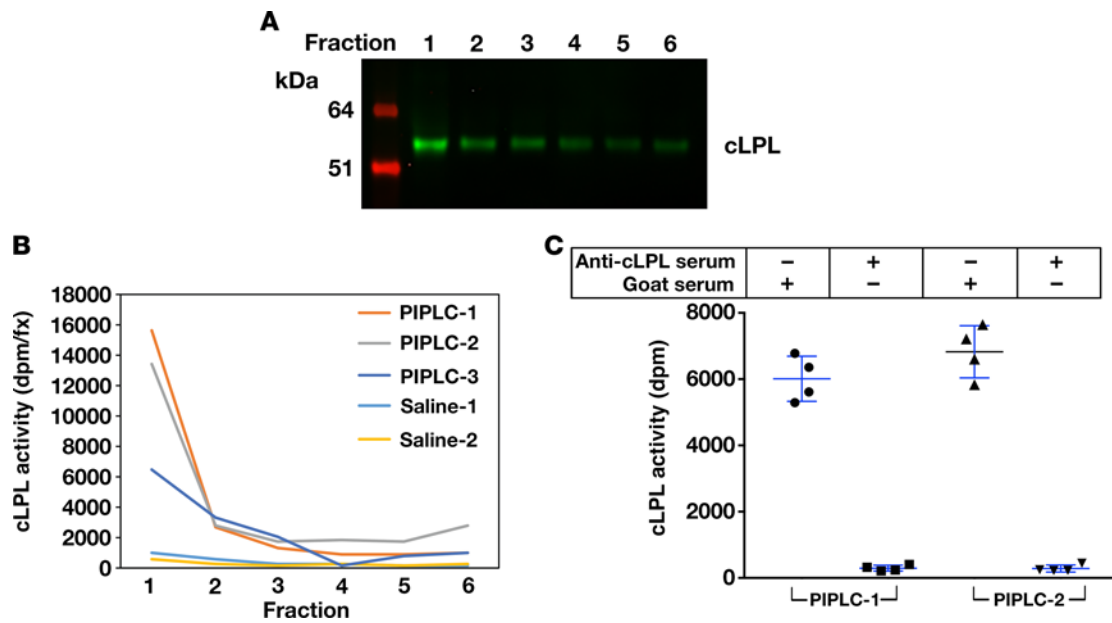 A
Fraction 1 2 3 4 5 6
kDa
64
cLPL
51
B
cLPL activity (dpm/fx)
18000
16000
14000
12000
10000
8000
6000
4000
2000
0
PIPLC-1
PIPLC-2
PIPLC-3
Saline-1
Saline-2
1 2 3 4 5 6
Fraction
C
Anti-cLPL serum – + – +
Goat serum + – + –
cLPL activity (dpm)
8000
6000
4000
2000
0
PIPLC-1 PIPLC-2